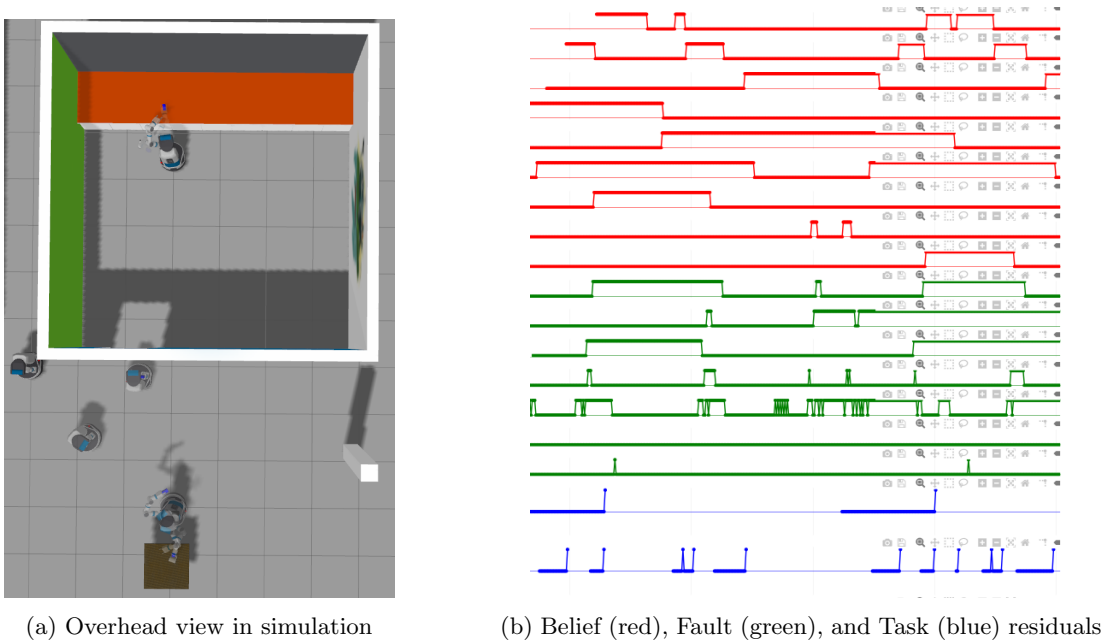 (a) Overhead view in simulation
(b) Belief (red), Fault (green), and Task (blue) residuals